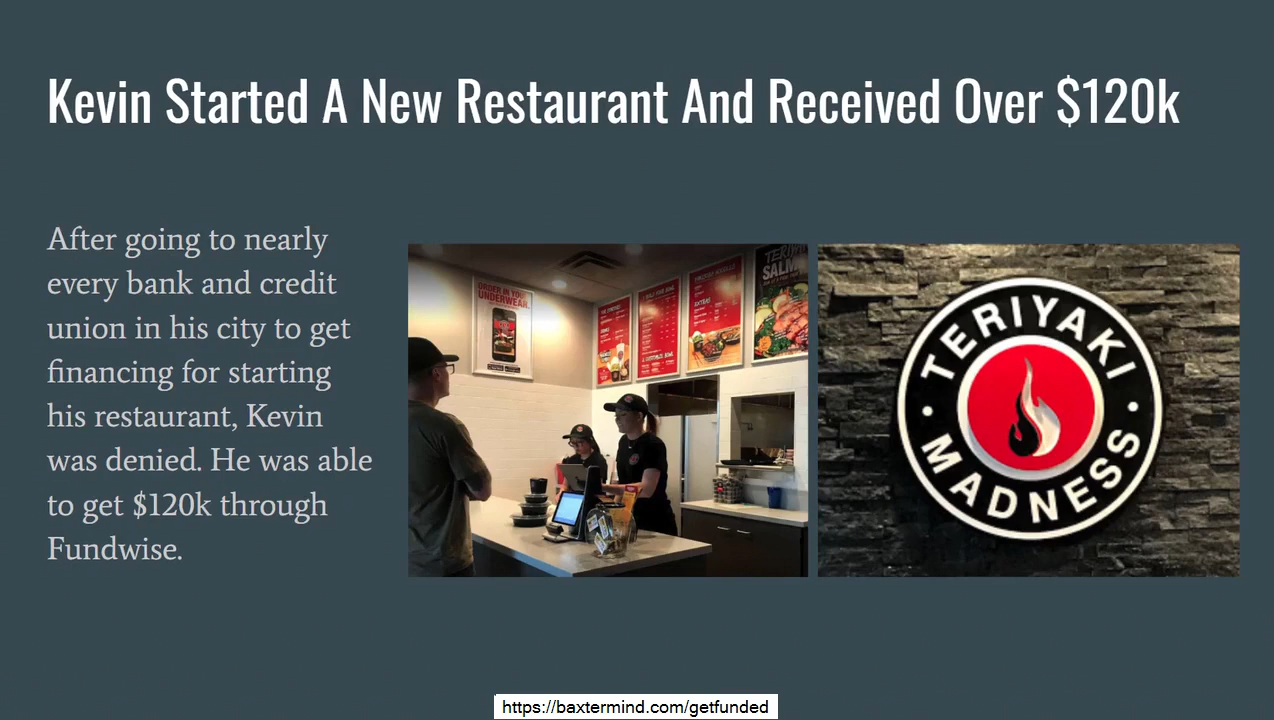 Kevin Started A New Restaurant And Received Over $120k
After going to nearly
every bank and credit
union in his city to get
financing for starting
his restaurant, Kevin
was denied. He was able
to get $120k through
Fundwise.
ORDER IN YOUR
UNDERWEAR.
SALM
TERIYAKI
MADNESS
https://baxtermind.com/getfunded